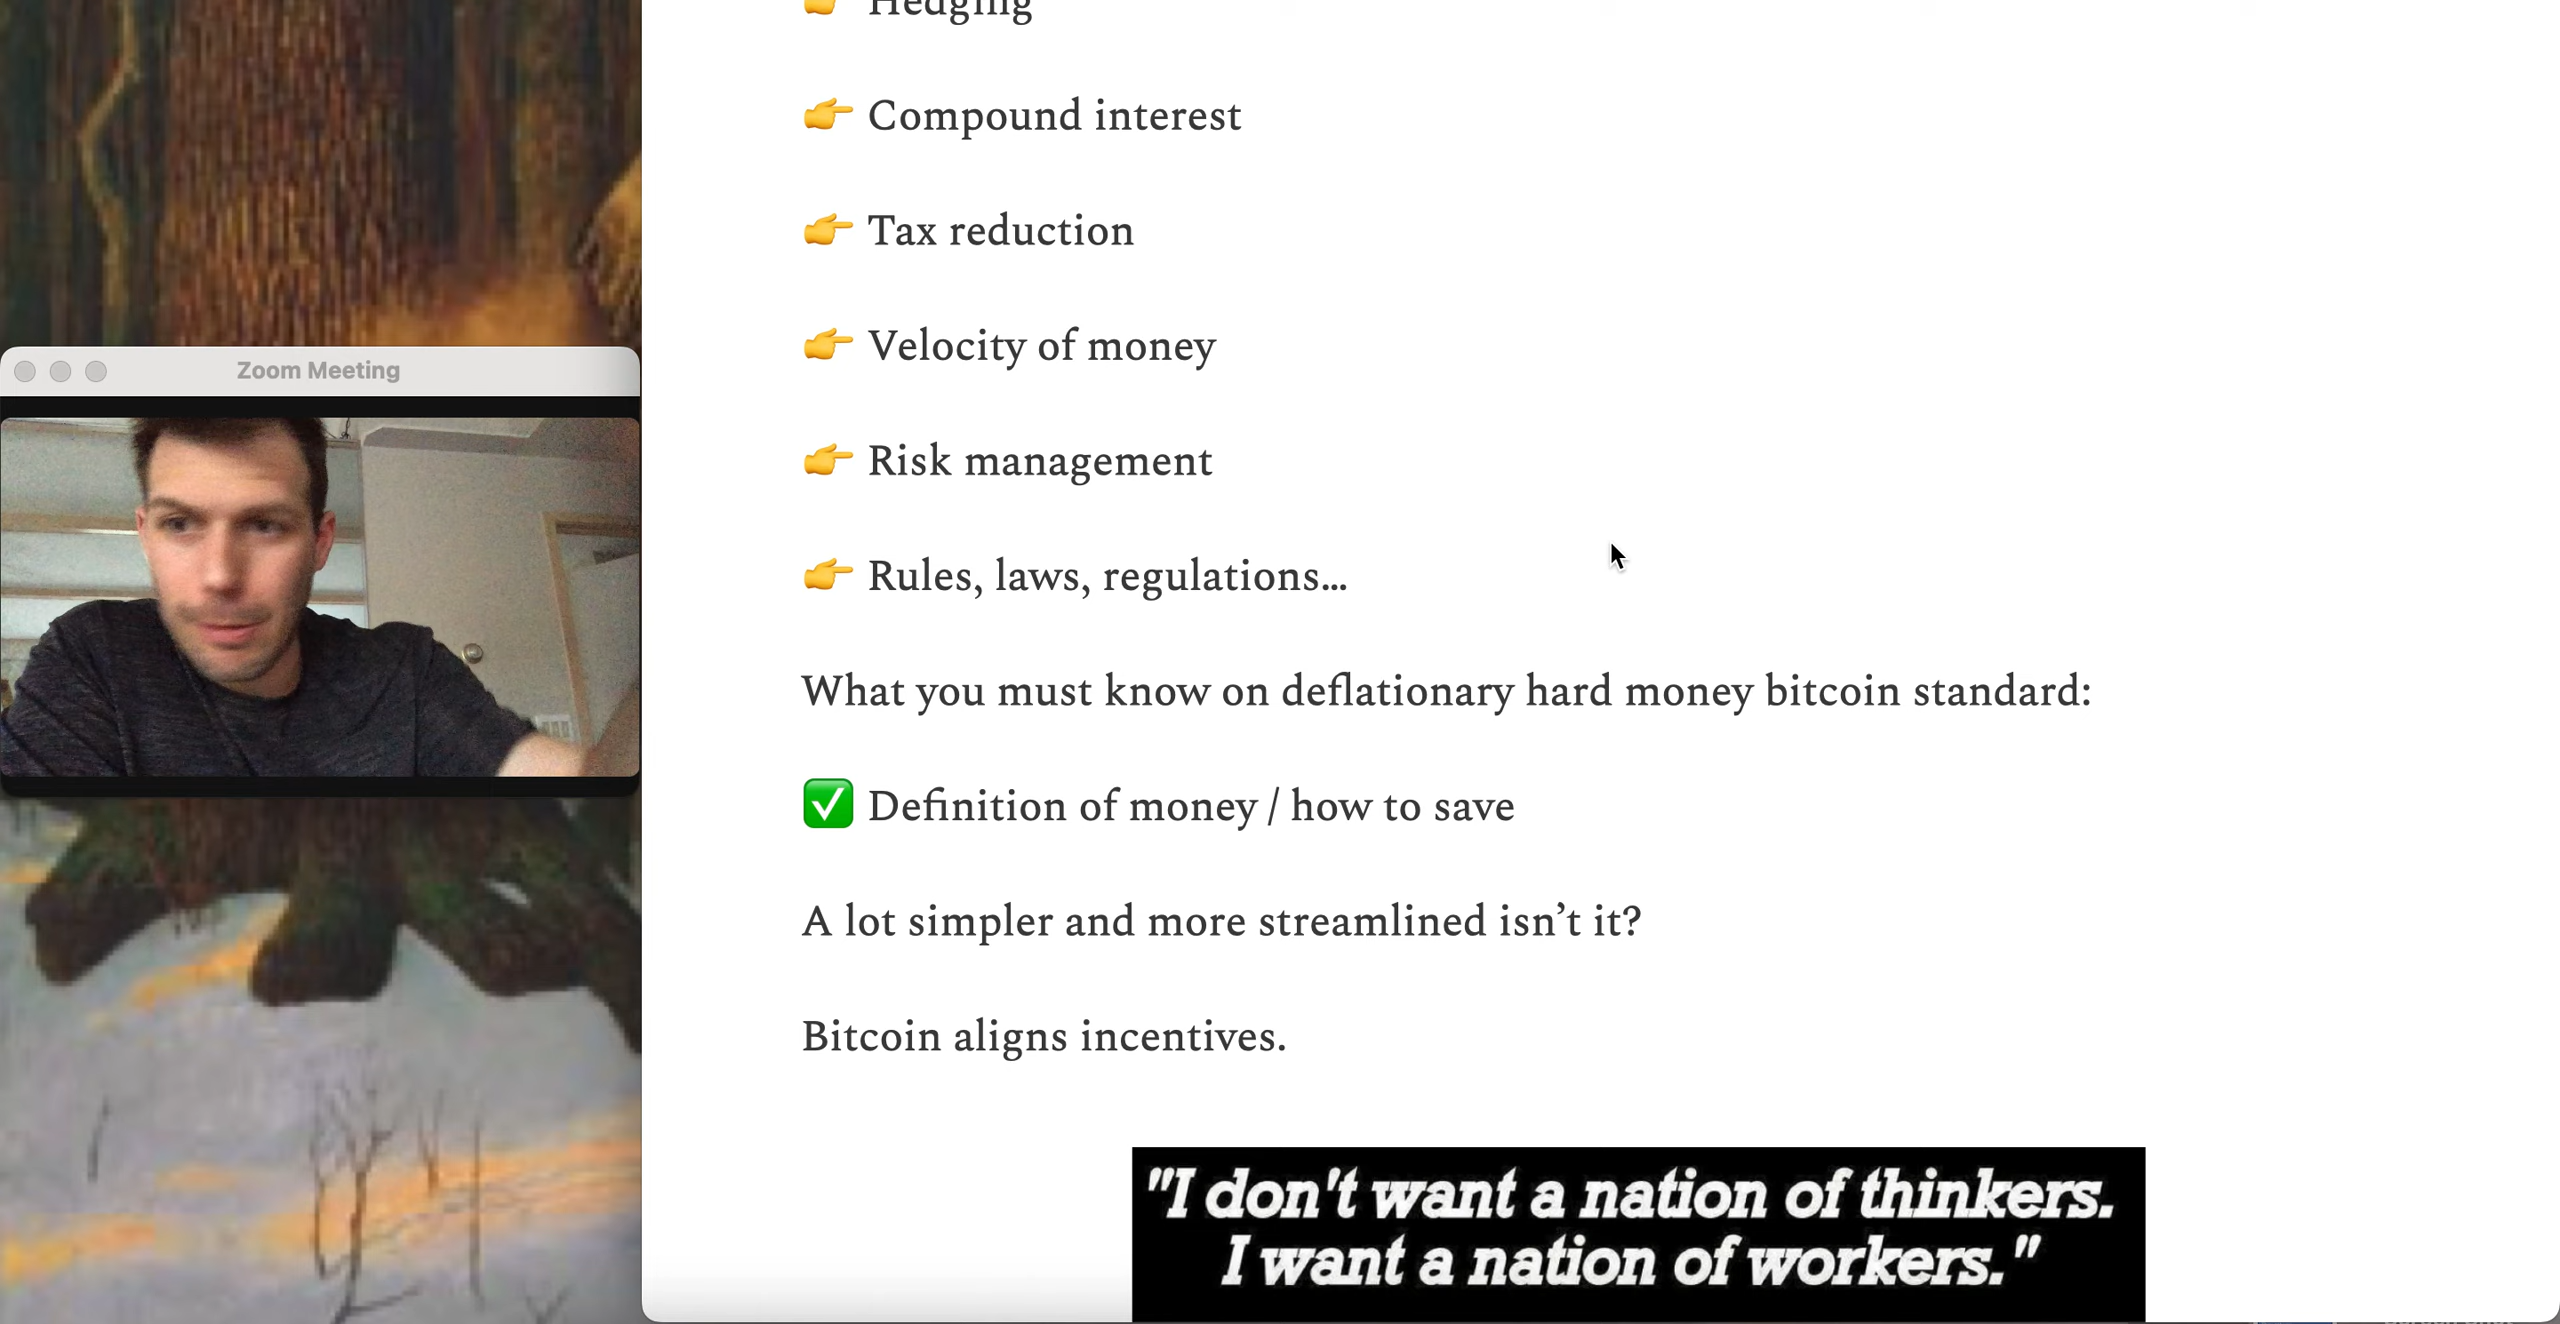 👉 Hedging
👉 Compound interest
👉 Tax reduction
👉 Velocity of money
👉 Risk management
👉 Rules, laws, regulations…
Zoom Meeting
What you must know on deflationary hard money bitcoin standard:
✅ Definition of money / how to save
A lot simpler and more streamlined isn’t it?
Bitcoin aligns incentives.
"I don't want a nation of thinkers.
I want a nation of workers."